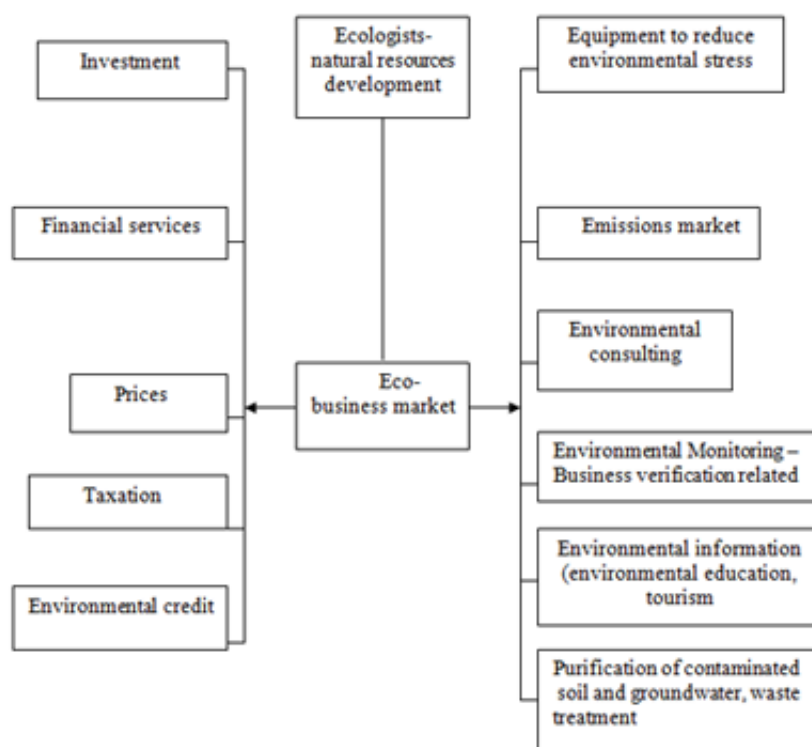 Investment
Financial services
Prices
Taxation
Environmental credit
Ecologists-
natural resources
development
Eco-
business market
Equipment to reduce
environmental stress
Emissions market
Environmental
consulting
Environmental Monitoring –
Business verification related
Environmental information
(environmental education,
tourism
Purification of contaminated
soil and groundwater, waste
treatment